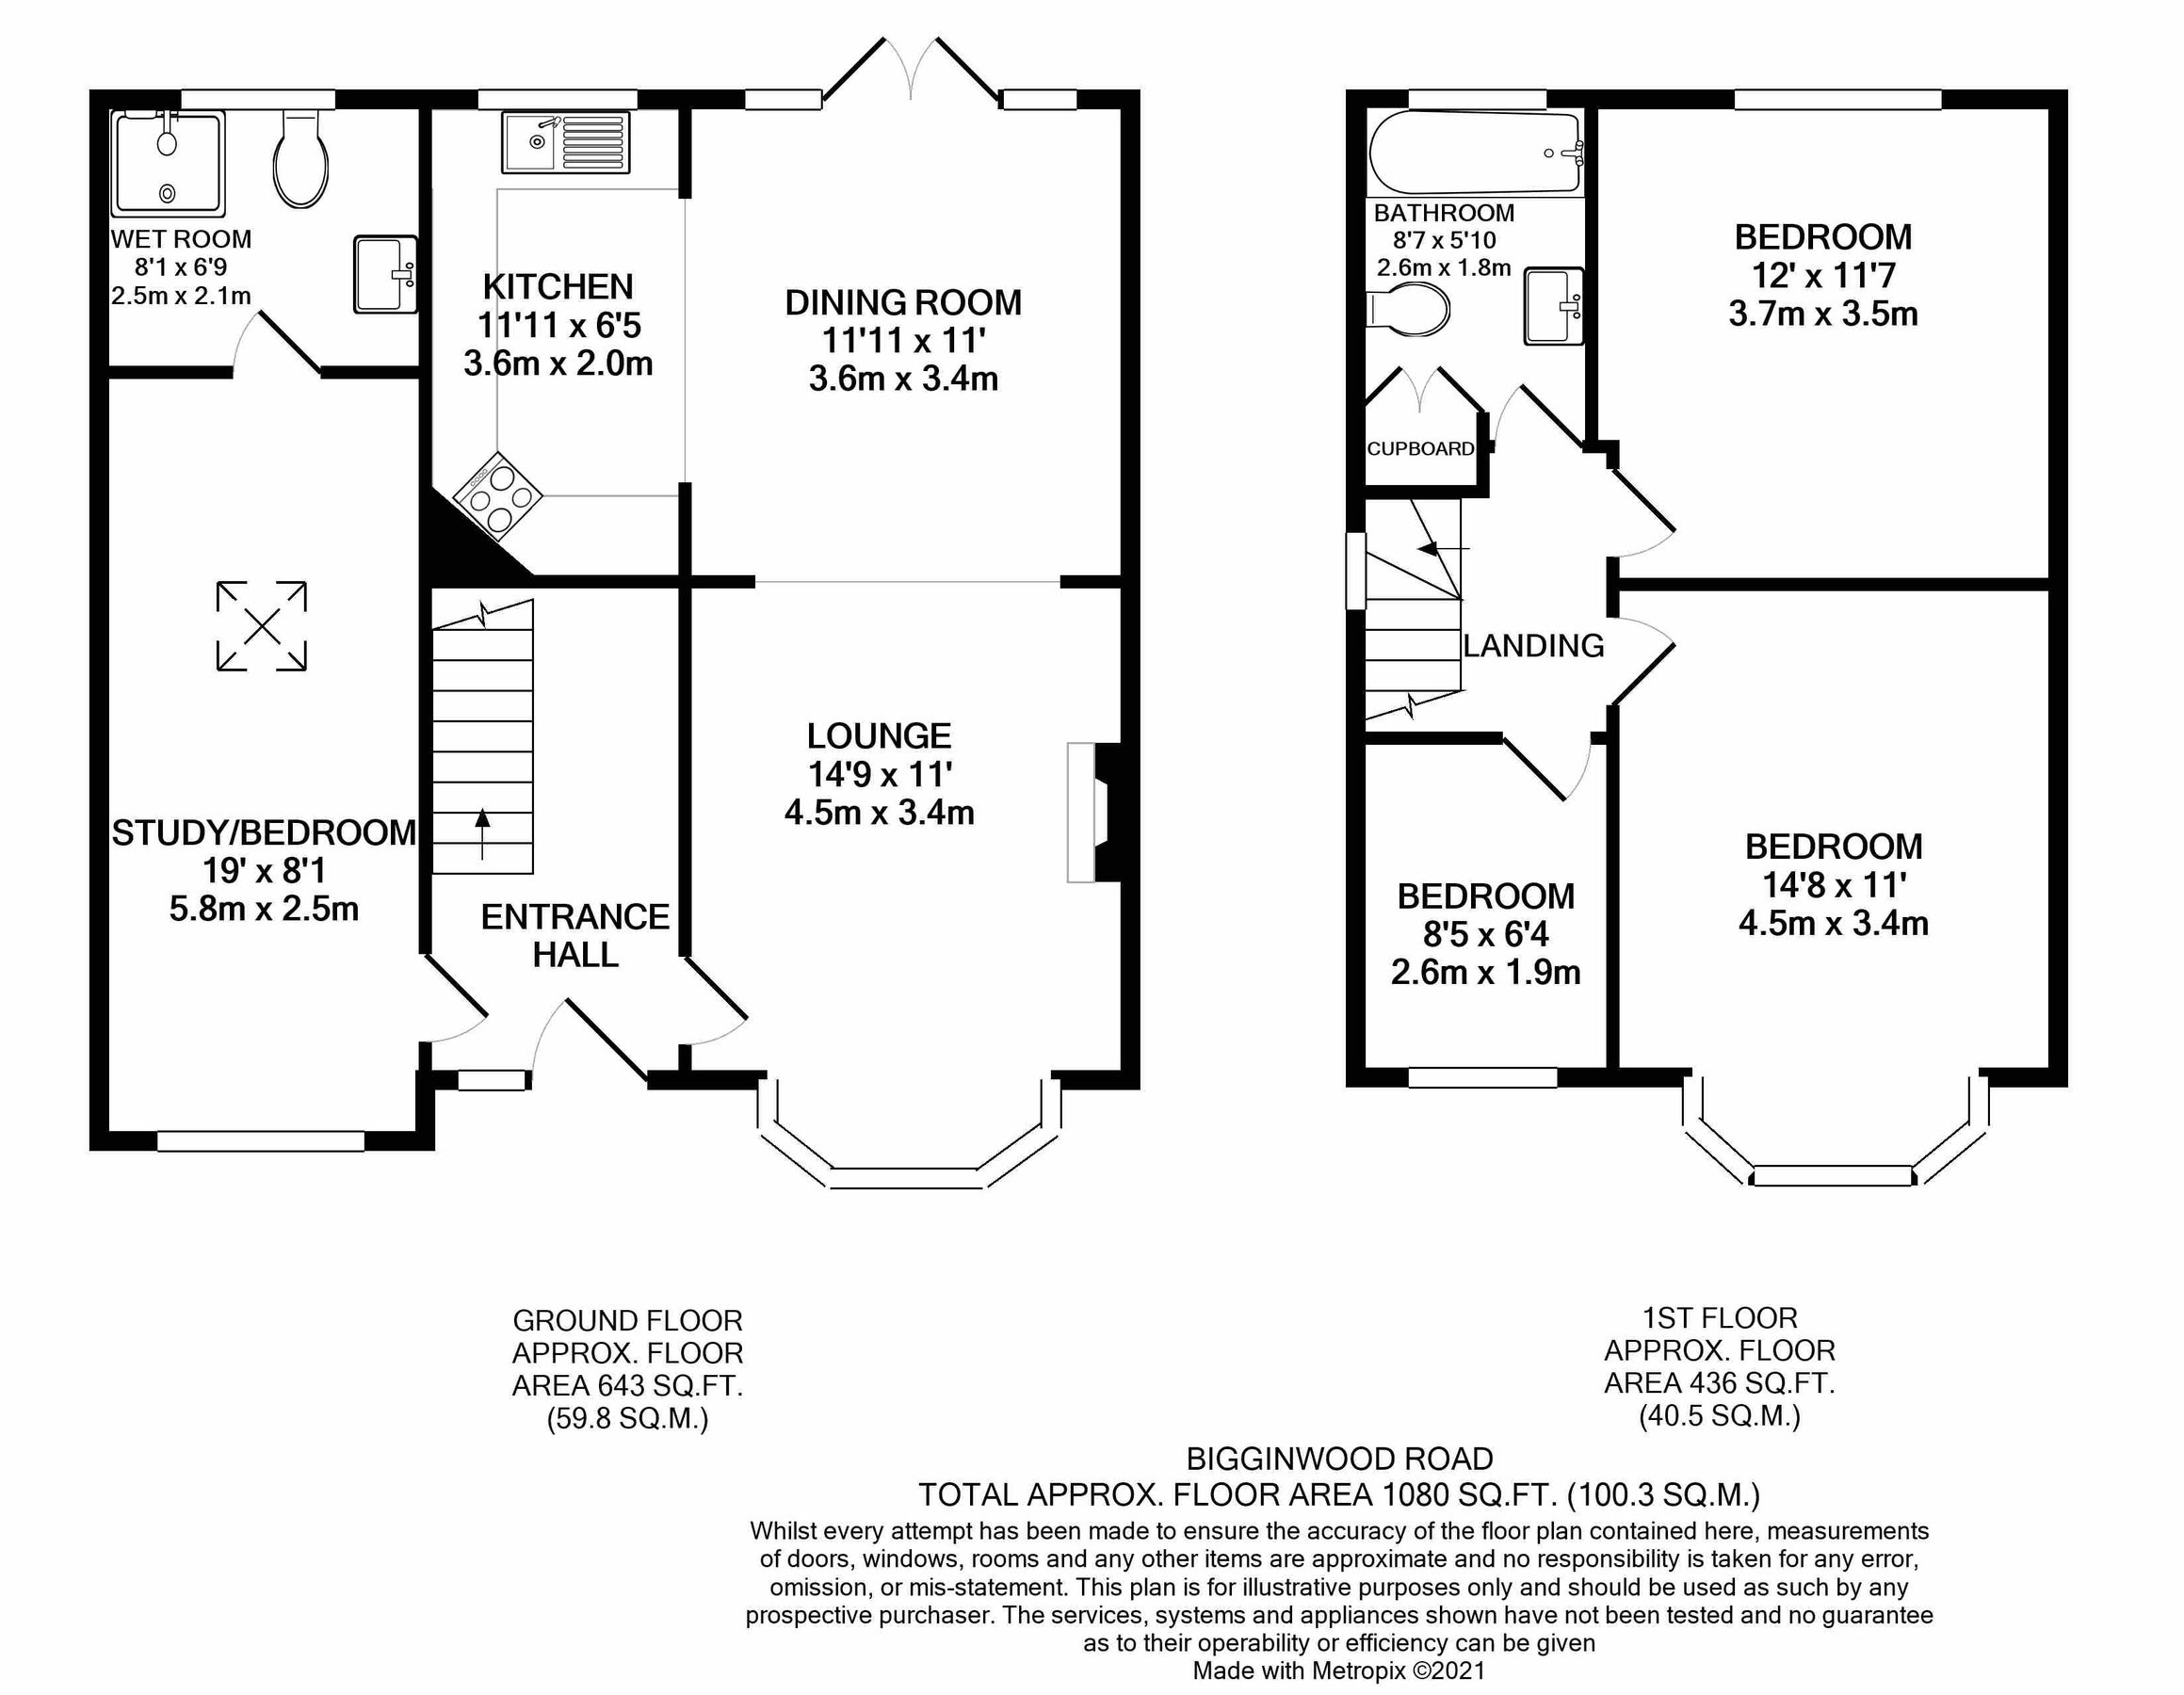 WET ROOM
8'1 x 6'9
2.5m x 2.1m
KITCHEN
11'11 x 6'5
3.6m x 2.0m
DINING ROOM
11'11 x 11'
3.6m x 3.4m
STUDY/BEDROOM
19' x 8'1
5.8m x 2.5m
ENTRANCE
HALL
LOUNGE
14'9 x 11'
4.5m x 3.4m
BATHROOM
8'7 x 5'10
2.6m x 1.8m
BEDROOM
12' x 11'7
3.7m x 3.5m
CUPBOARD
LANDING
BEDROOM
8'5 x 6'4
2.6m x 1.9m
BEDROOM
14'8 x 11'
4.5m x 3.4m
GROUND FLOOR
APPROX. FLOOR
AREA 643 SQ.FT.
(59.8 SQ.M.)
1ST FLOOR
APPROX. FLOOR
AREA 436 SQ.FT.
(40.5 SQ.M.)
BIGGINWOOD ROAD
TOTAL APPROX. FLOOR AREA 1080 SQ.FT. (100.3 SQ.M.)
Whilst every attempt has been made to ensure the accuracy of the floor plan contained here, measurements
of doors, windows, rooms and any other items are approximate and no responsibility is taken for any error,
omission, or mis-statement. This plan is for illustrative purposes only and should be used as such by any
prospective purchaser. The services, systems and appliances shown have not been tested and no guarantee
as to their operability or efficiency can be given
Made with Metropix ©2021